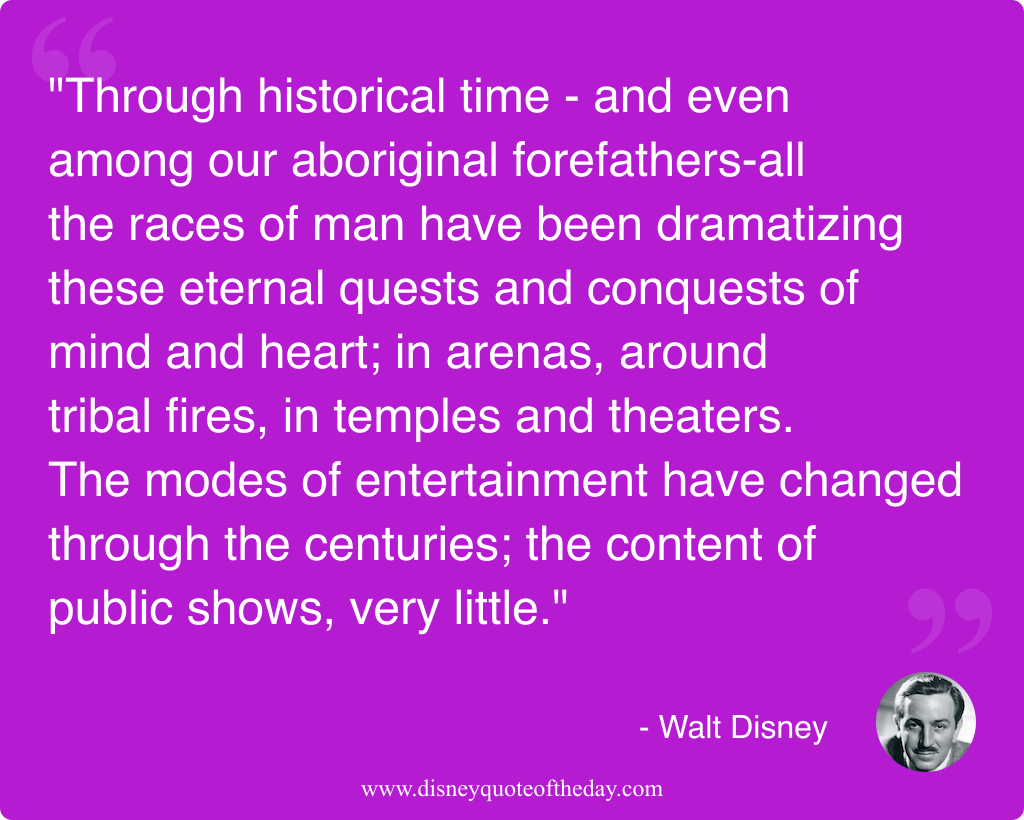 "Through historical time - and even
among our aboriginal forefathers-all
the races of man have been dramatizing
these eternal quests and conquests of
mind and heart; in arenas, around
tribal fires, in temples and theaters.
The modes of entertainment have changed
through the centuries; the content of
public shows, very little."
- Walt Disney
www.disneyquoteoftheday.com